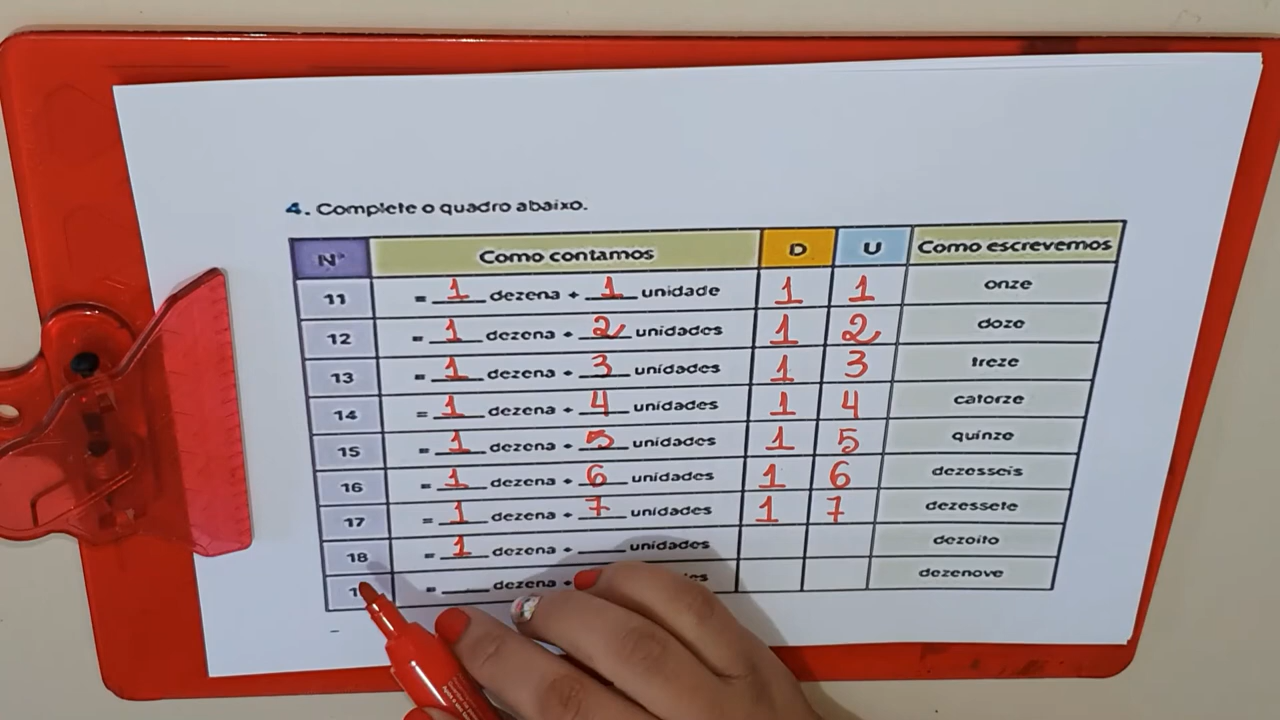 4. Complete o quadro abaixo.
Nº Como contamos D U Como escrevemos
11 = 1 dezena + 1 unidade 1 1 onze
12 = 1 dezena + 2 unidades 1 2 doze
13 = 1 dezena + 3 unidades 1 3 treze
14 = 1 dezena + 4 unidades 1 4 catorze
15 = 1 dezena + 5 unidades 1 5 quinze
16 = 1 dezena + 6 unidades 1 6 dezesseis
17 = 1 dezena + 7 unidades 1 7 dezessete
18 = 1 dezena + ___ unidades dezoito
= ___ dezena + dezenove